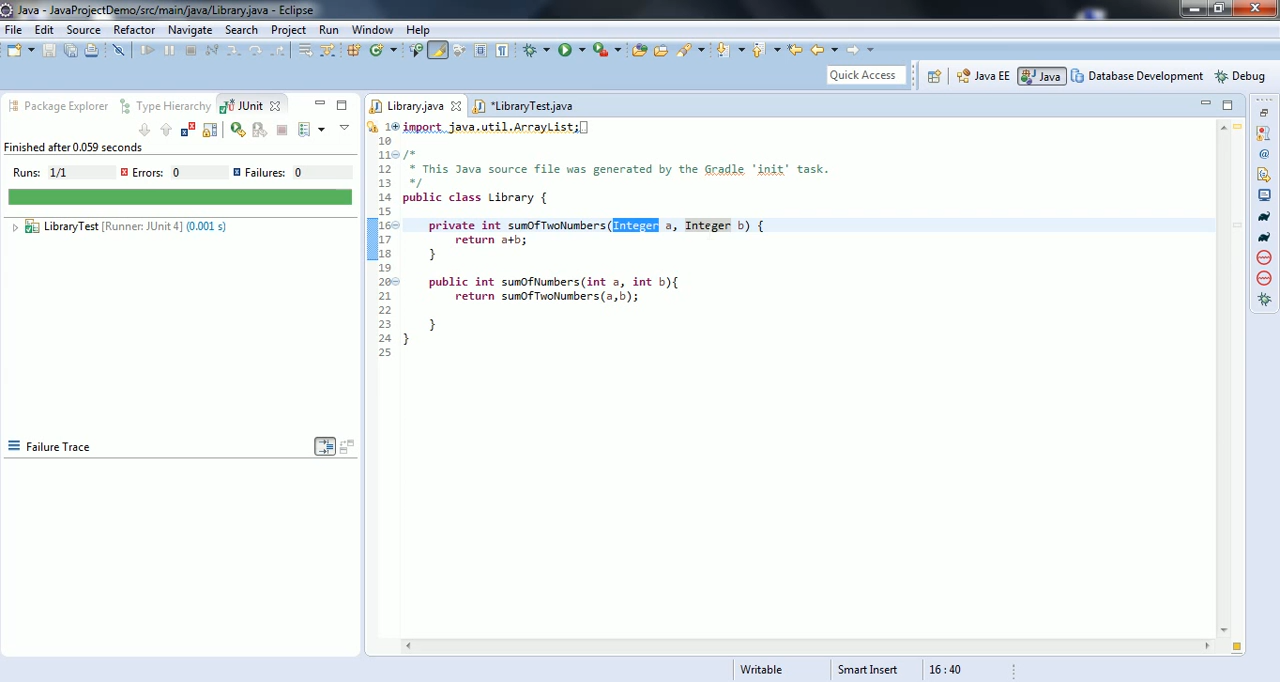 Java - JavaProjectDemo/src/main/java/Library.java - Eclipse
File Edit Source Refactor Navigate Search Project Run Window Help
Quick Access Java EE Java Database Development Debug
Package Explorer Type Hierarchy JUnit
Library.java *LibraryTest.java
Finished after 0.059 seconds
Runs: 1/1 Errors: 0 Failures: 0
LibraryTest [Runner: JUnit 4] (0.001 s)
Failure Trace
1 import java.util.ArrayList;
10
11 /*
12 * This Java source file was generated by the Gradle 'init' task.
13 */
14 public class Library {
15
16 private int sumOfTwoNumbers(Integer a, Integer b) {
17 return a+b;
18 }
19
20 public int sumOfNumbers(int a, int b){
21 return sumOfTwoNumbers(a,b);
22
23 }
24 }
25
Writable Smart Insert 16 : 40